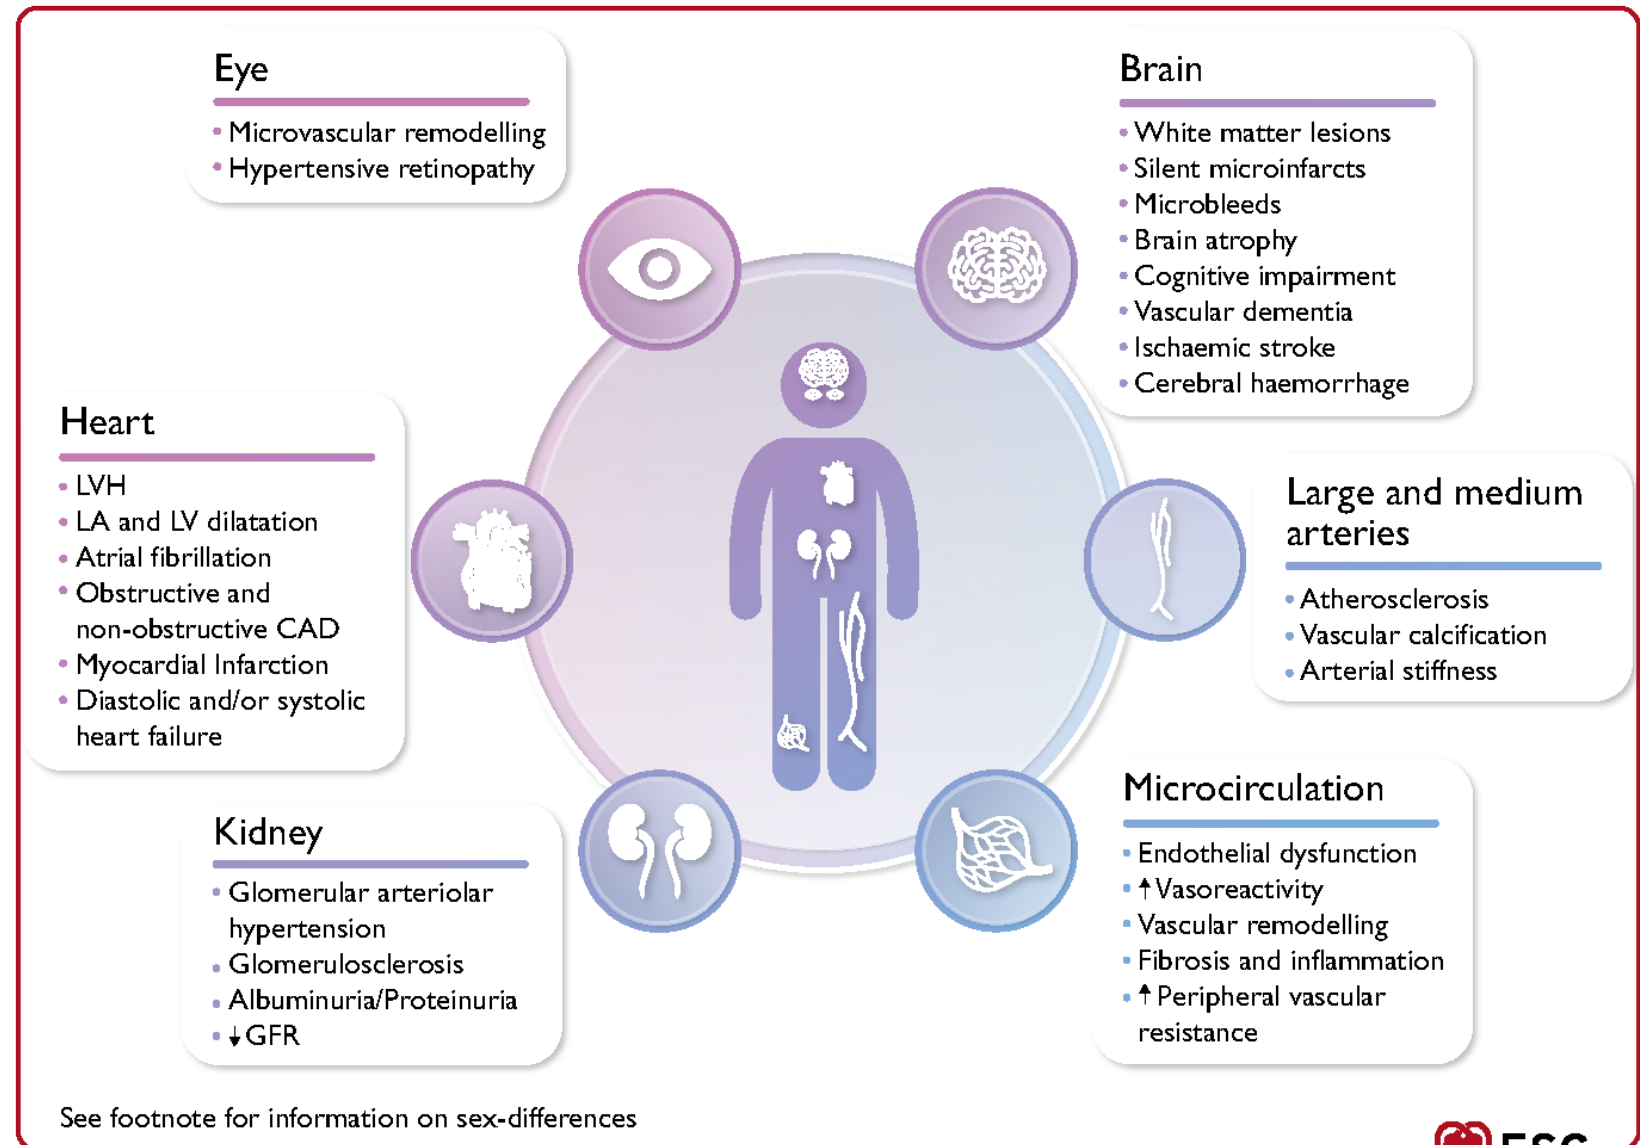 Eye
• Microvascular remodelling
• Hypertensive retinopathy
Brain
• White matter lesions
• Silent microinfarcts
• Microbleeds
• Brain atrophy
• Cognitive impairment
• Vascular dementia
• Ischaemic stroke
• Cerebral haemorrhage
Heart
• LVH
• LA and LV dilatation
• Atrial fibrillation
• Obstructive and
non-obstructive CAD
• Myocardial Infarction
• Diastolic and/or systolic
heart failure
Large and medium
arteries
• Atherosclerosis
• Vascular calcification
• Arterial stiffness
Kidney
• Glomerular arteriolar
hypertension
• Glomerulosclerosis
• Albuminuria/Proteinuria
• ↓GFR
Microcirculation
• Endothelial dysfunction
• ↑Vasoreactivity
• Vascular remodelling
• Fibrosis and inflammation
• ↑Peripheral vascular
resistance
See footnote for information on sex-differences
ESC